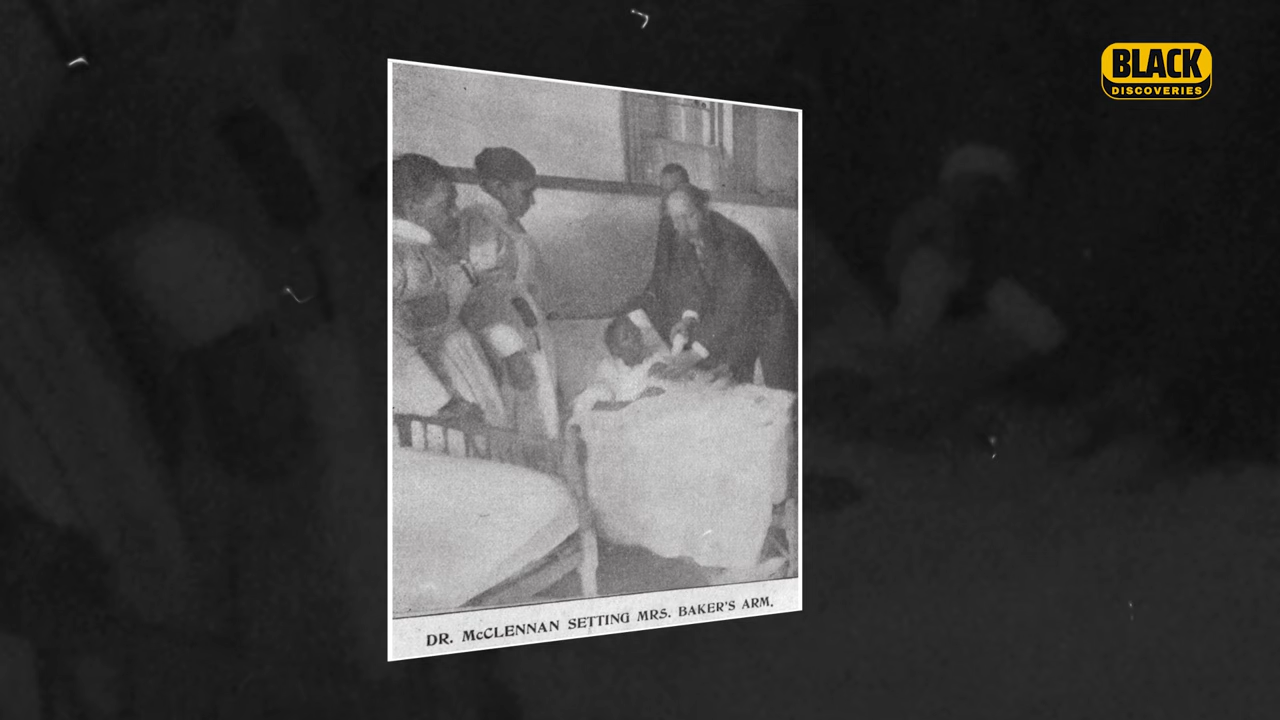 BLACK
DISCOVERIES
DR. McCLENNAN SETTING MRS. BAKER'S ARM.